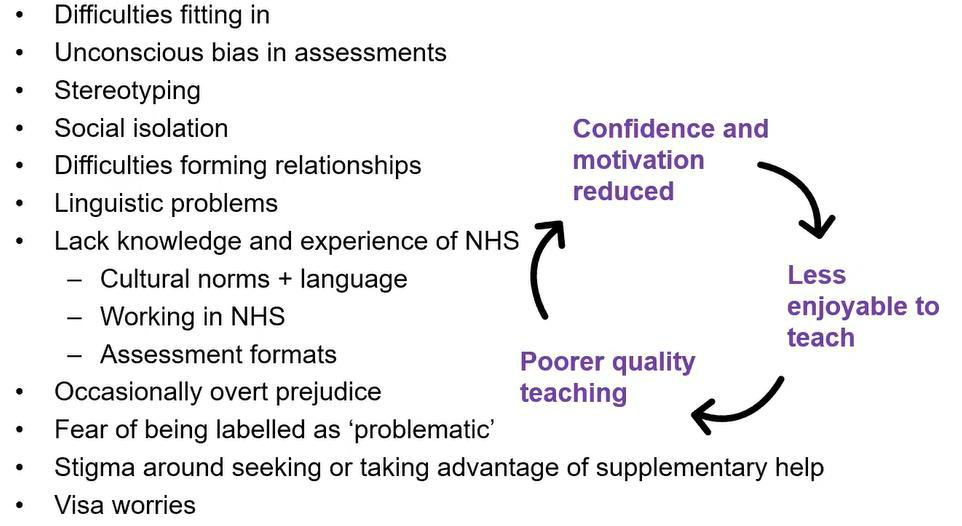 • Difficulties fitting in
• Unconscious bias in assessments
• Stereotyping
• Social isolation
• Difficulties forming relationships
• Linguistic problems
• Lack knowledge and experience of NHS
– Cultural norms + language
– Working in NHS
– Assessment formats
• Occasionally overt prejudice
• Fear of being labelled as ‘problematic’
• Stigma around seeking or taking advantage of supplementary help
• Visa worries
Confidence and
motivation
reduced
Less
enjoyable to
teach
Poorer quality
teaching